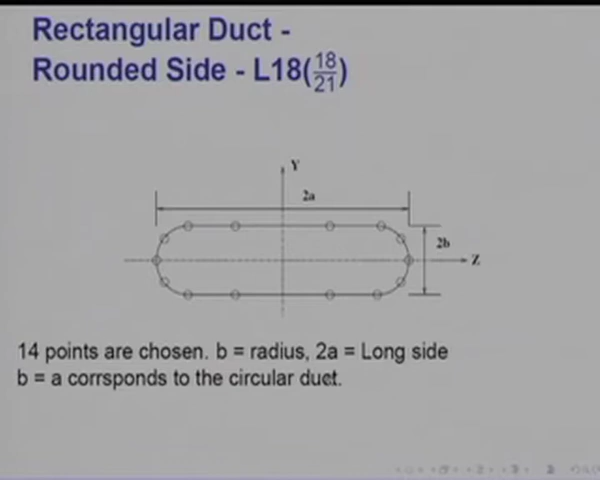 Rectangular Duct -
Rounded Side - L18(18/21)
Y
2a
2b
Z
14 points are chosen. b = radius, 2a = Long side
b = a corrsponds to the circular duct.